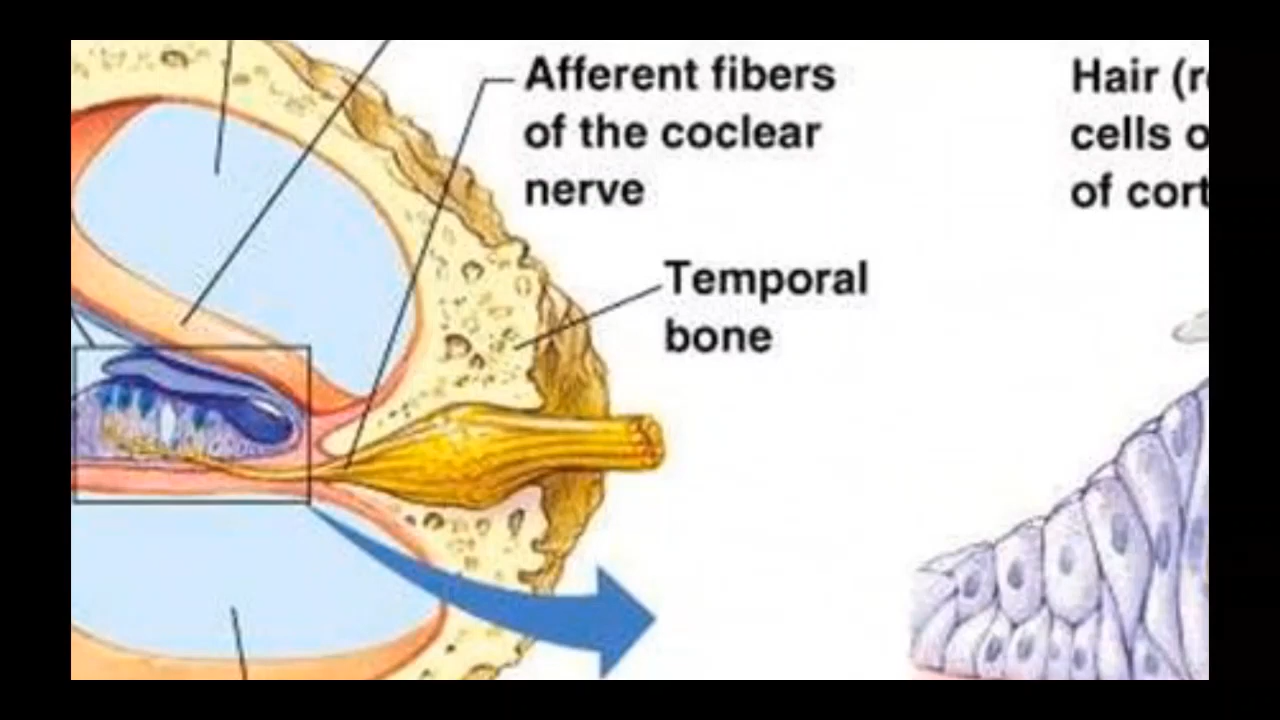 Afferent fibers
of the coclear
nerve
Temporal
bone
Hair (r
cells o
of cort